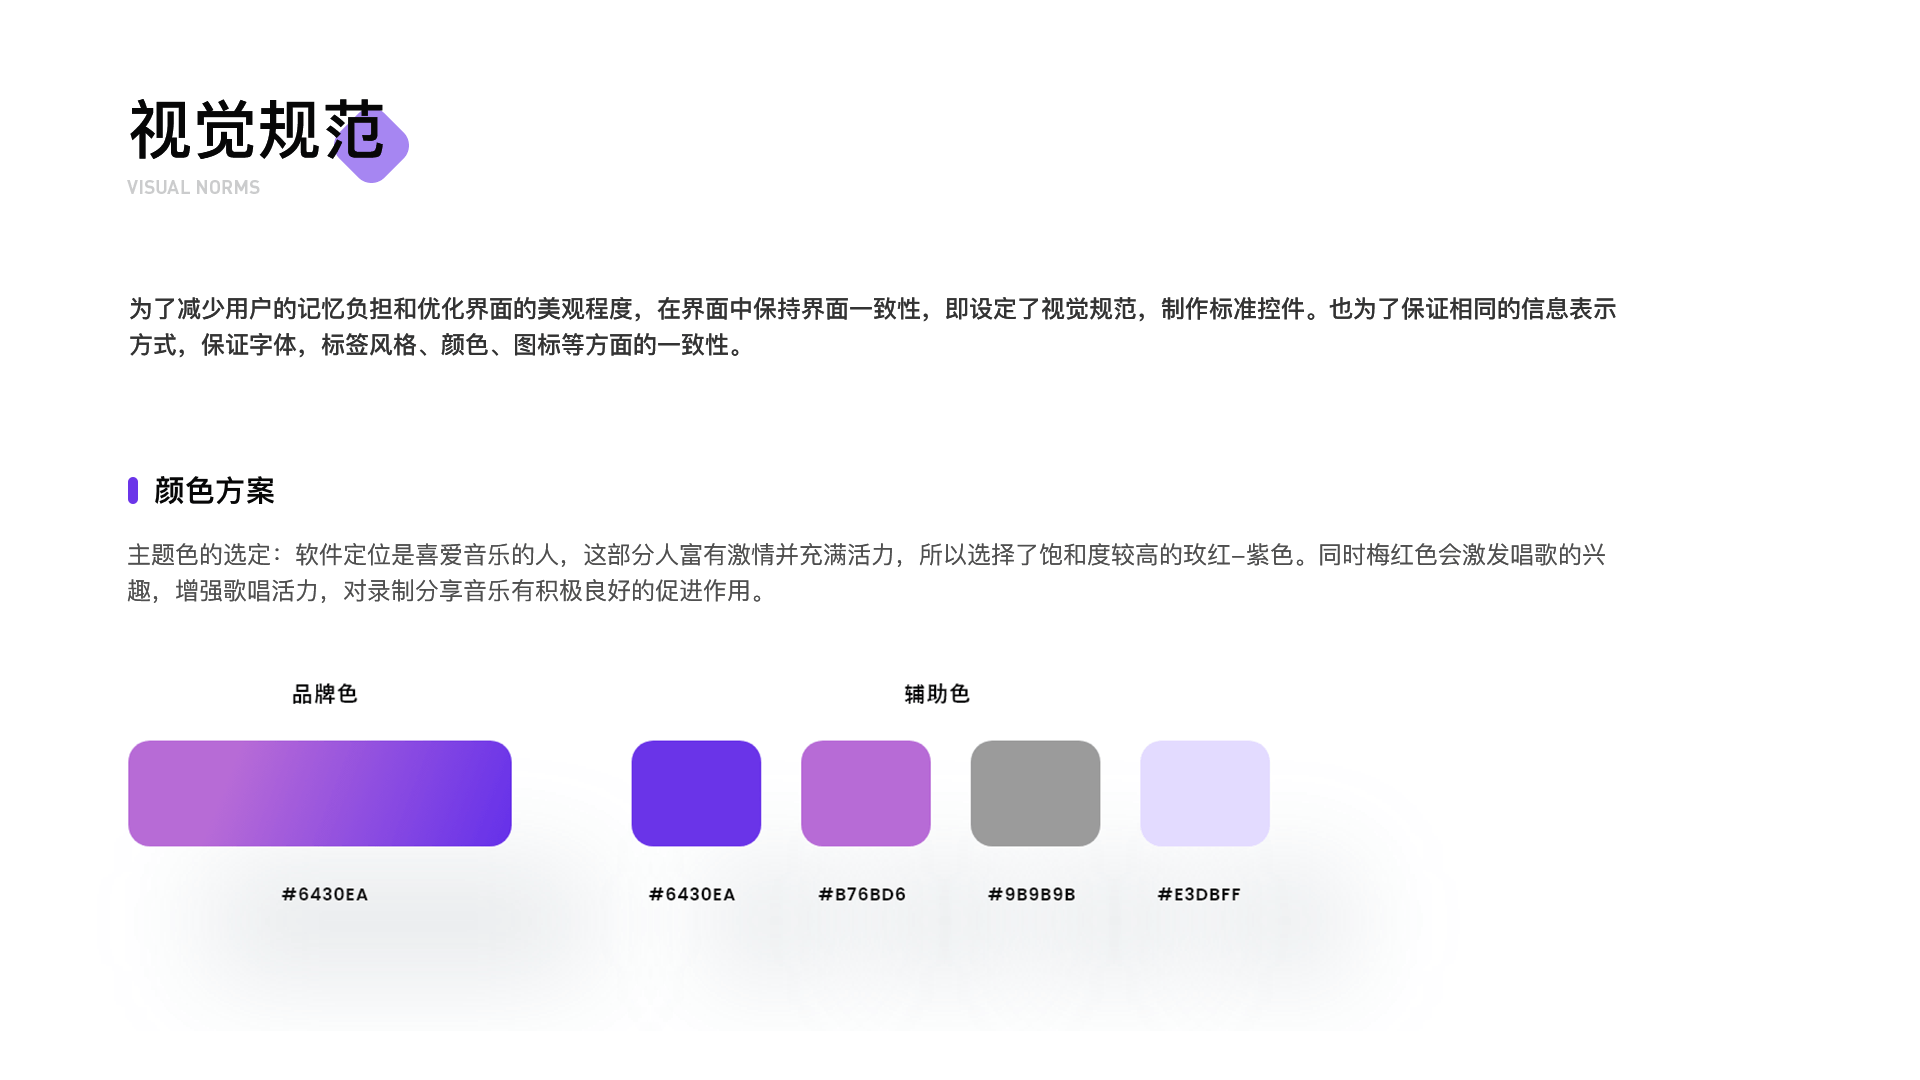 视觉规范
VISUAL NORMS
为了减少用户的记忆负担和优化界面的美观程度，在界面中保持界面一致性，即设定了视觉规范，制作标准控件。也为了保证相同的信息表示
方式，保证字体，标签风格、颜色、图标等方面的一致性。
颜色方案
主题色的选定：软件定位是喜爱音乐的人，这部分人富有激情并充满活力，所以选择了饱和度较高的玫红-紫色。同时梅红色会激发唱歌的兴
趣，增强歌唱活力，对录制分享音乐有积极良好的促进作用。
品牌色
辅助色
#6430EA
#6430EA
#B76BD6
#9B9B9B
#E3DBFF